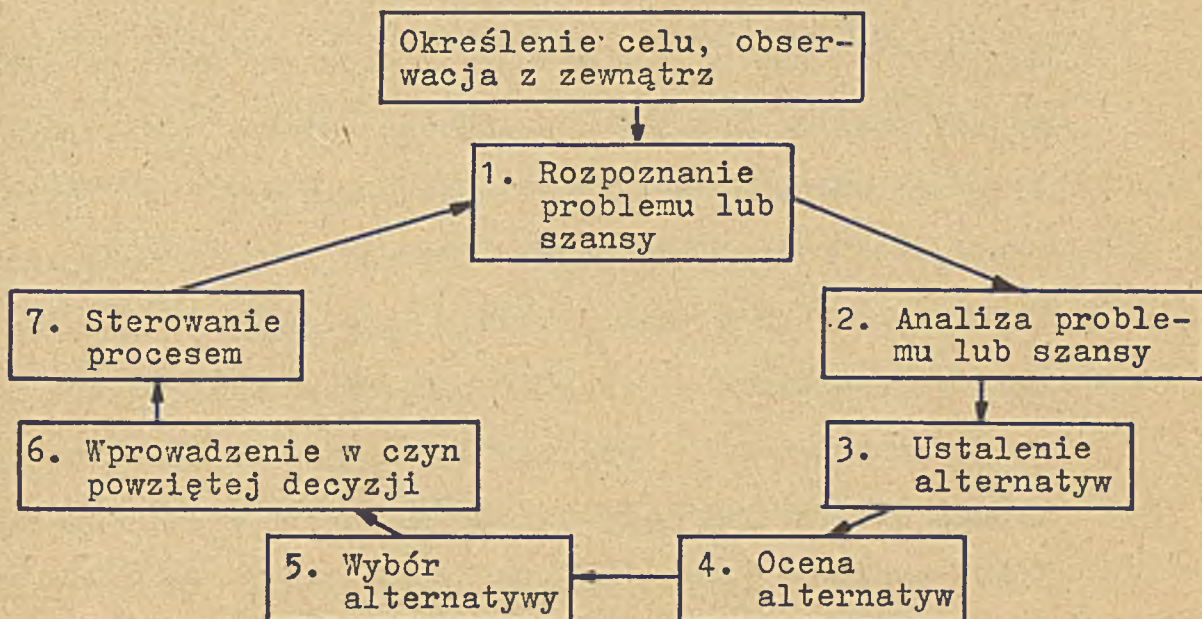 Określenie celu, obser-
wacja z zewnątrz
1. Rozpoznanie
problemu lub
szansy
2. Analiza proble-
mu lub szansy
3. Ustalenie
alternatyw
4. Ocena
alternatyw
5. Wybór
alternatywy
6. Wprowadzenie w czyn
powziętej decyzji
7. Sterowanie
procesem